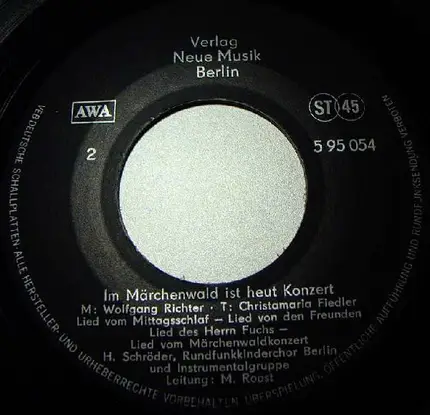 Verlag
Neue Musik
Berlin
AWA
ST 45
2
5 95 054
Im Märchenwald ist heut Konzert
M: Wolfgang Richter · T: Christamaria Fiedler
Lied vom Mittagsschlaf – Lied von den Freunden
Lied des Herrn Fuchs –
Lied vom Märchenwaldkonzert
H. Schröder, Rundfunkkinderchor Berlin
und Instrumentalgruppe
Leitung: M. Roost
VEB DEUTSCHE SCHALLPLATTEN · ALLE HERSTELLER- UND URHEBERRECHTE VORBEHALTEN. ÜBERSPIELUNG, ÖFFENTLICHE AUFFÜHRUNG UND RUNDFUNKSENDUNG VERBOTEN